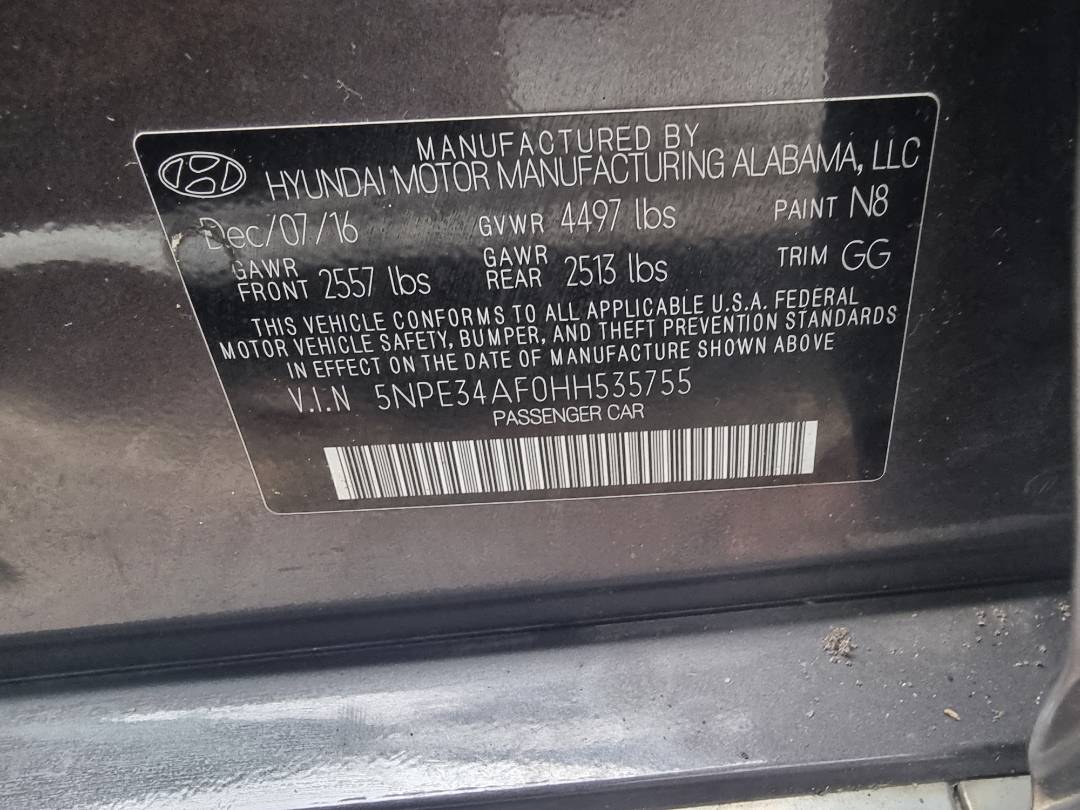 MANUFACTURED BY
HYUNDAI MOTOR MANUFACTURING ALABAMA, LLC
Dec/07/16 GVWR 4497 lbs PAINT N8
GAWR FRONT 2557 lbs GAWR REAR 2513 lbs TRIM GG
THIS VEHICLE CONFORMS TO ALL APPLICABLE U.S.A. FEDERAL
MOTOR VEHICLE SAFETY, BUMPER, AND THEFT PREVENTION STANDARDS
IN EFFECT ON THE DATE OF MANUFACTURE SHOWN ABOVE
V.I.N 5NPE34AF0HH535755
PASSENGER CAR